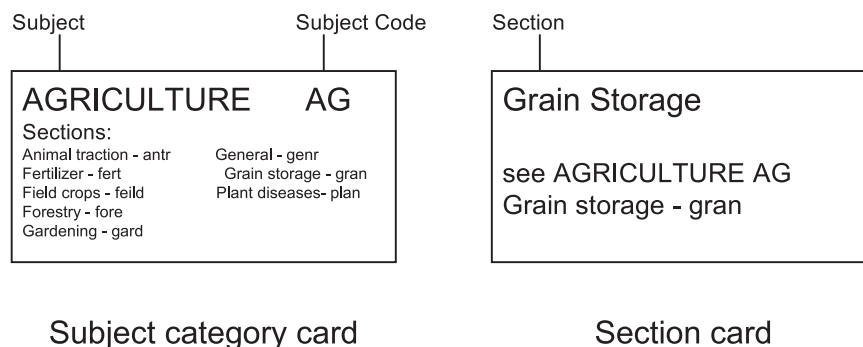 Subject Subject Code Section
AGRICULTURE AG
Sections:
Animal traction - antr General - genr
Fertilizer - fert Grain storage - gran
Field crops - feild Plant diseases- plan
Forestry - fore
Gardening - gard
Grain Storage
see AGRICULTURE AG
Grain storage - gran
Subject category card Section card